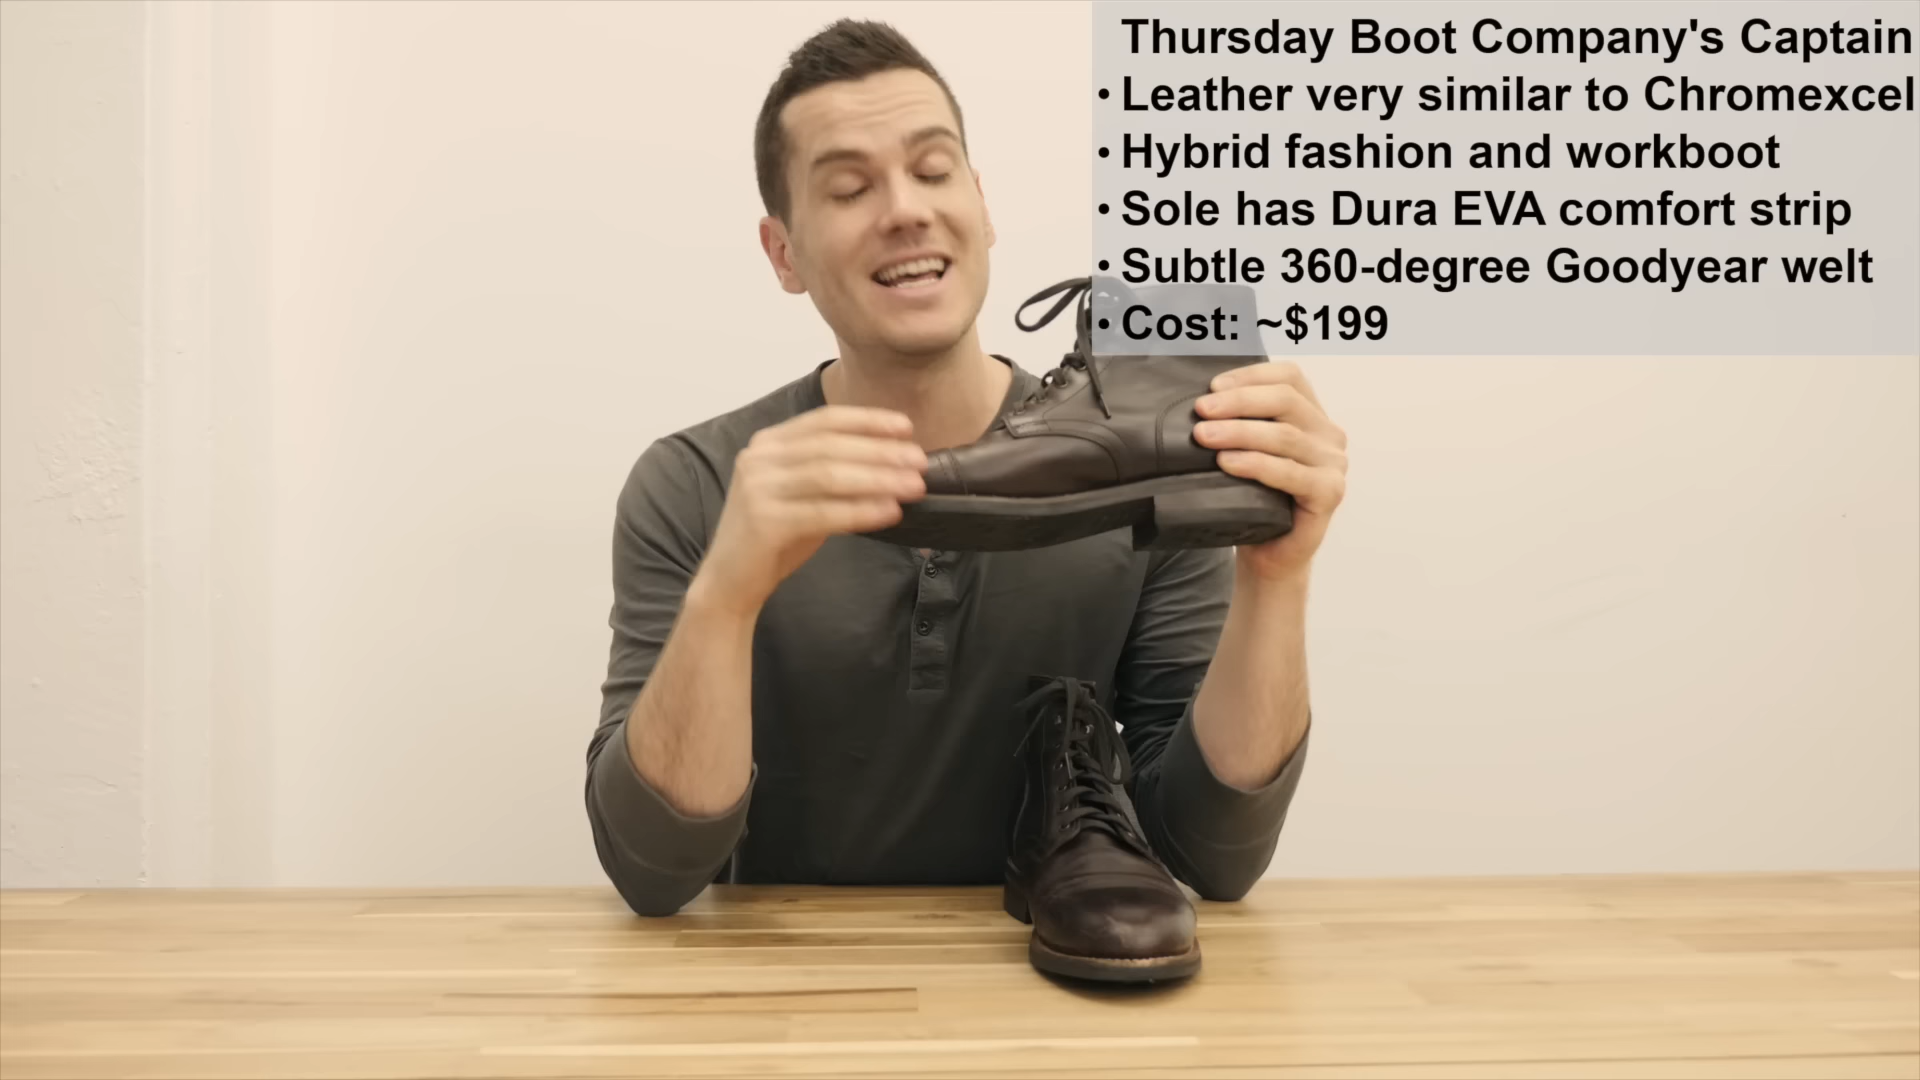 Thursday Boot Company's Captain
• Leather very similar to Chromexcel
• Hybrid fashion and workboot
• Sole has Dura EVA comfort strip
• Subtle 360-degree Goodyear welt
• Cost: ~$199